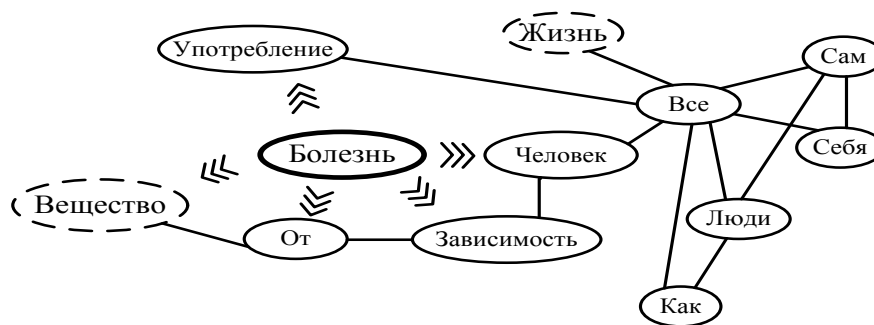 Жизнь
Употребление
Сам
Все
Болезнь
Человек
Себя
Вещество
Люди
От
Зависимость
Как